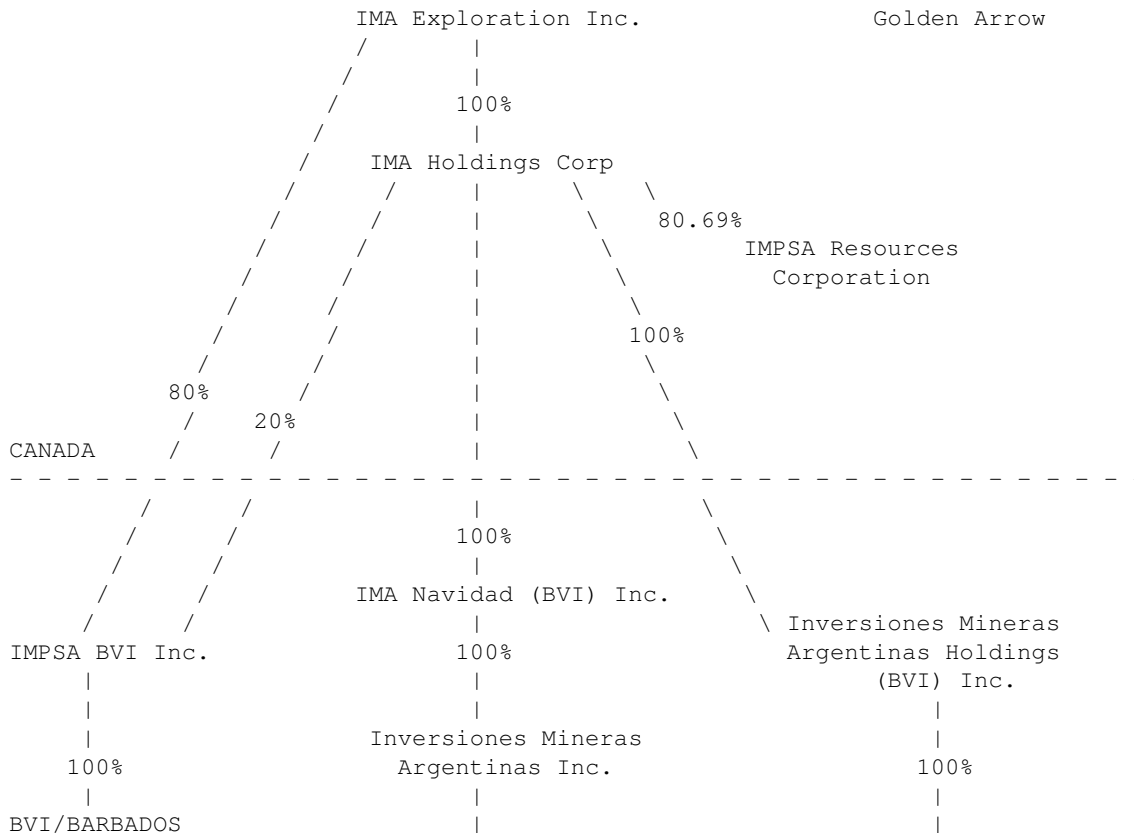 IMA Exploration Inc. Golden Arrow
100%
IMA Holdings Corp
80.69%
IMPSA Resources
Corporation
100%
80%
20%
CANADA
100%
IMA Navidad (BVI) Inc.
Inversiones Mineras
IMPSA BVI Inc. 100% Argentinas Holdings
(BVI) Inc.
Inversiones Mineras
100% Argentinas Inc. 100%
BVI/BARBADOS